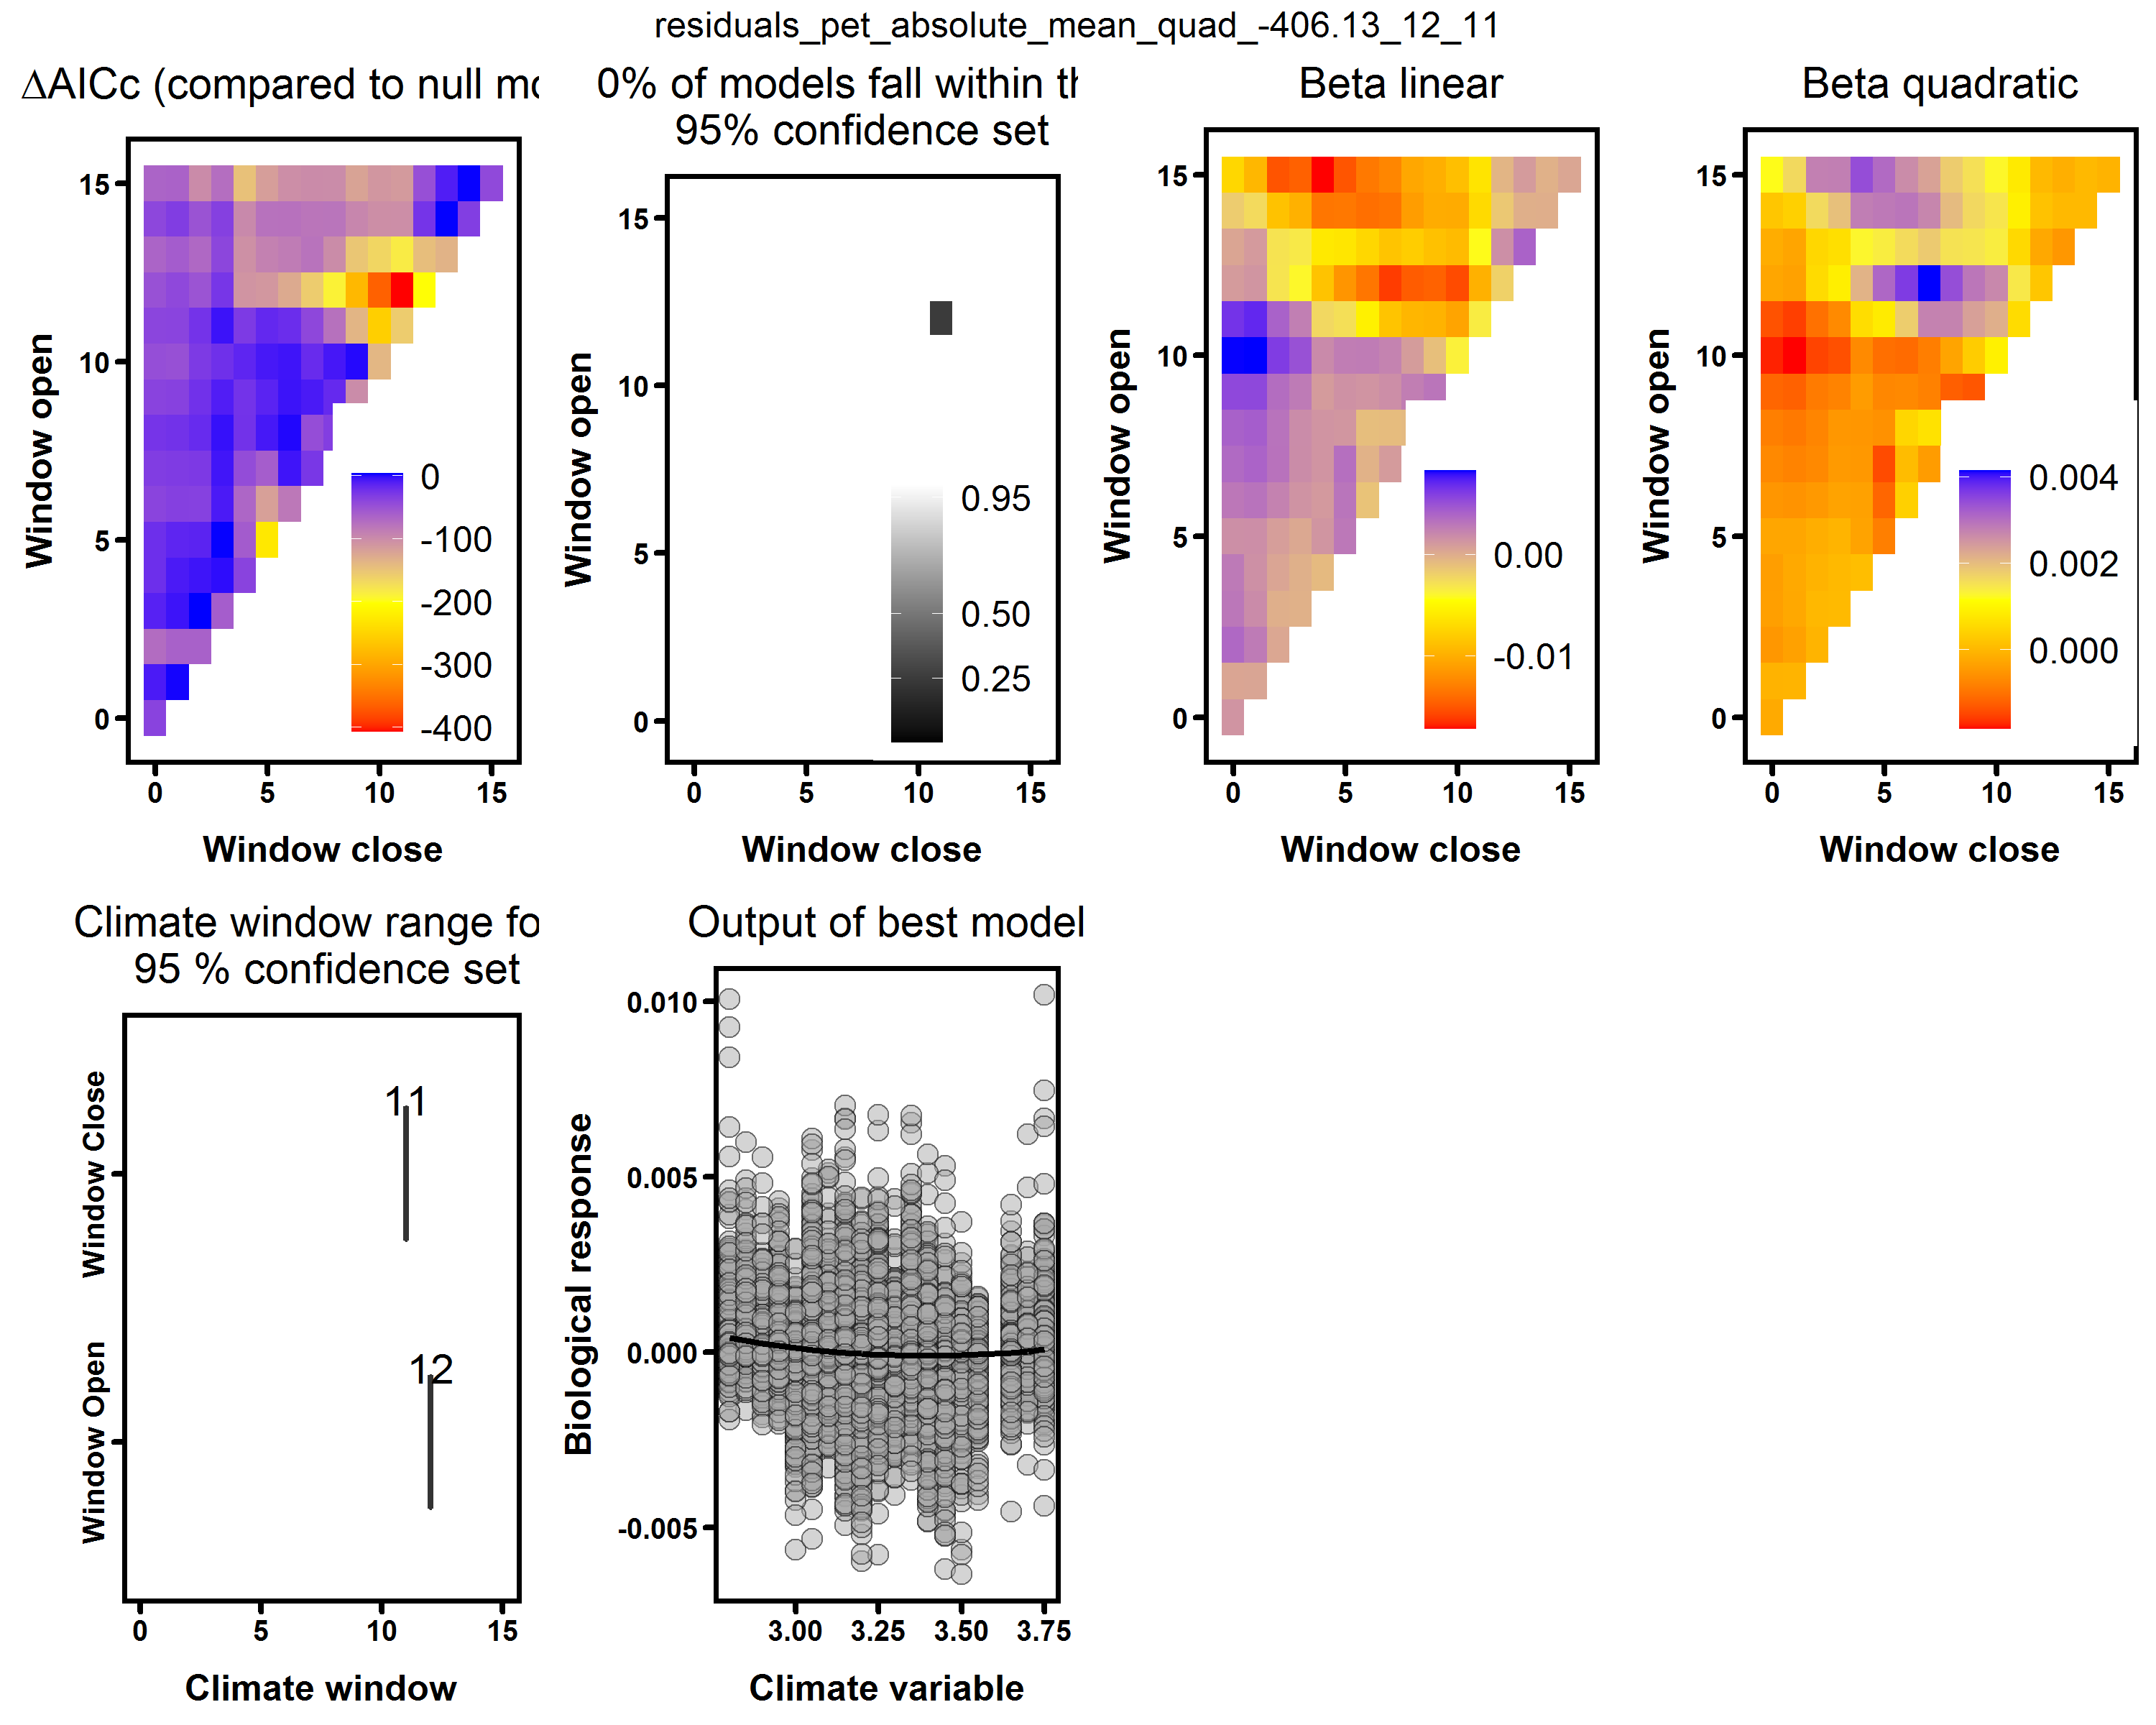 residuals_pet_absolute_mean_quad_-406.13_12_11
ΔAICc (compared to null mo
15
10
5
0
0
-100
-200
-300
-400
0 5 10 15
Window open
Window close
0% of models fall within th
95% confidence set
15
10
5
0
0.95
0.50
0.25
0 5 10 15
Window open
Window close
Beta linear
15
10
5
0
0.00
-0.01
0 5 10 15
Window open
Window close
Beta quadratic
15
10
5
0
0.004
0.002
0.000
0 5 10 15
Window open
Window close
Climate window range fo
95 % confidence set
Window Close
11
Window Open
12
0 5 10 15
Climate window
Output of best model
0.010
0.005
0.000
-0.005
Biological response
3.00 3.25 3.50 3.75
Climate variable